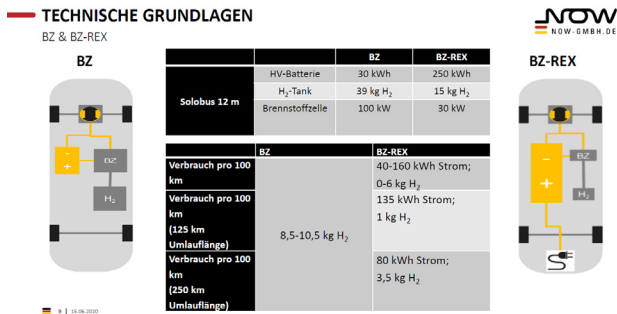 TECHNISCHE GRUNDLAGEN
BZ & BZ-REX
NOW
NOW-GMBH.DE
BZ
BZ
H2
BZ BZ-REX
Solobus 12 m
HV-Batterie 30 kWh 250 kWh
H2-Tank 39 kg H2 15 kg H2
Brennstoffzelle 100 kW 30 kW
BZ BZ-REX
Verbrauch pro 100
km
40-160 kWh Strom;
0-6 kg H2
Verbrauch pro 100
km
(125 km
Umlauflänge)
8,5-10,5 kg H2
135 kWh Strom;
1 kg H2
Verbrauch pro 100
km
(250 km
Umlauflänge)
80 kWh Strom;
3,5 kg H2
BZ-REX
BZ
H2
9 | 15.06.2020